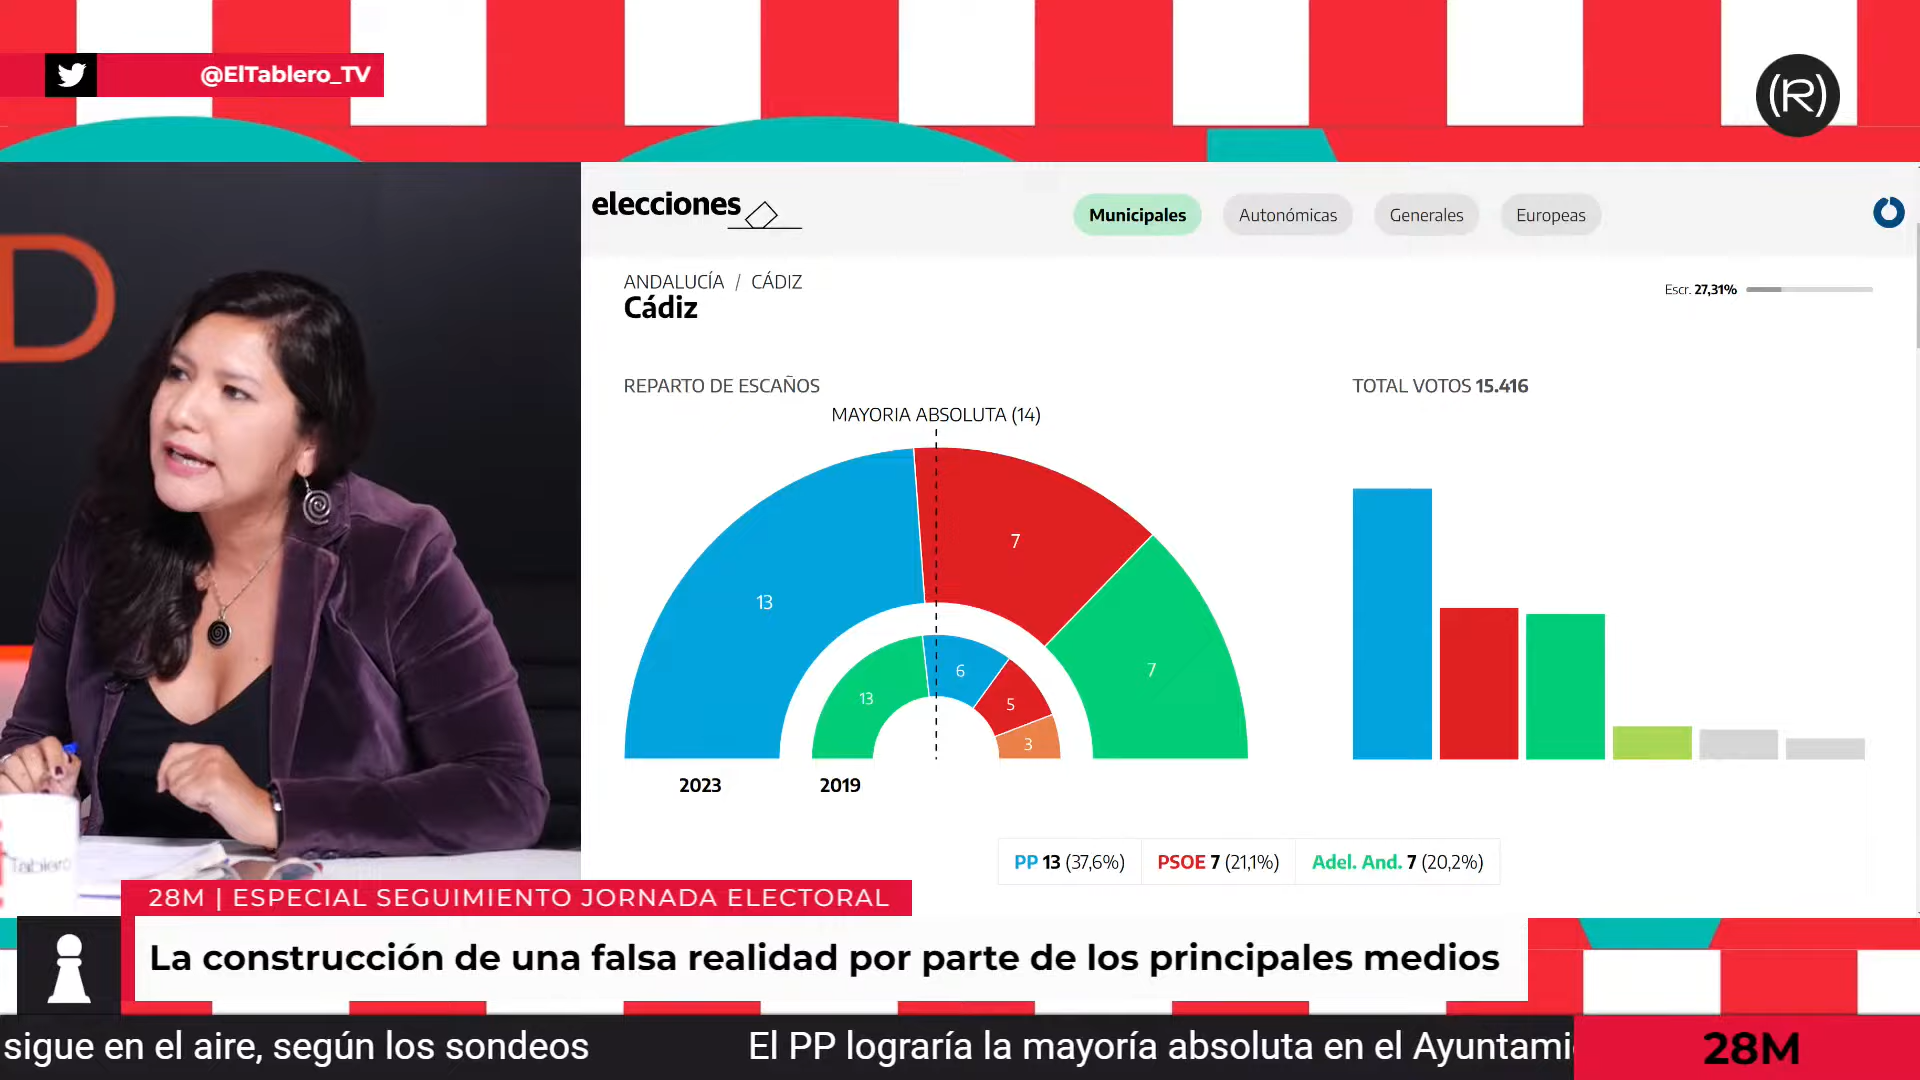 @ElTablero_TV
(R)
D
elecciones
Municipales
Autonómicas
Generales
Europeas
ANDALUCÍA / CÁDIZ
Cádiz
Escr. 27,31%
REPARTO DE ESCAÑOS
TOTAL VOTOS 15.416
MAYORIA ABSOLUTA (14)
7
13
7
6
13
5
3
2023
2019
PP 13 (37,6%)
PSOE 7 (21,1%)
Adel. And. 7 (20,2%)
Tablero
28M | ESPECIAL SEGUIMIENTO JORNADA ELECTORAL
La construcción de una falsa realidad por parte de los principales medios
sigue en el aire, según los sondeos
El PP lograría la mayoría absoluta en el Ayuntami
28M